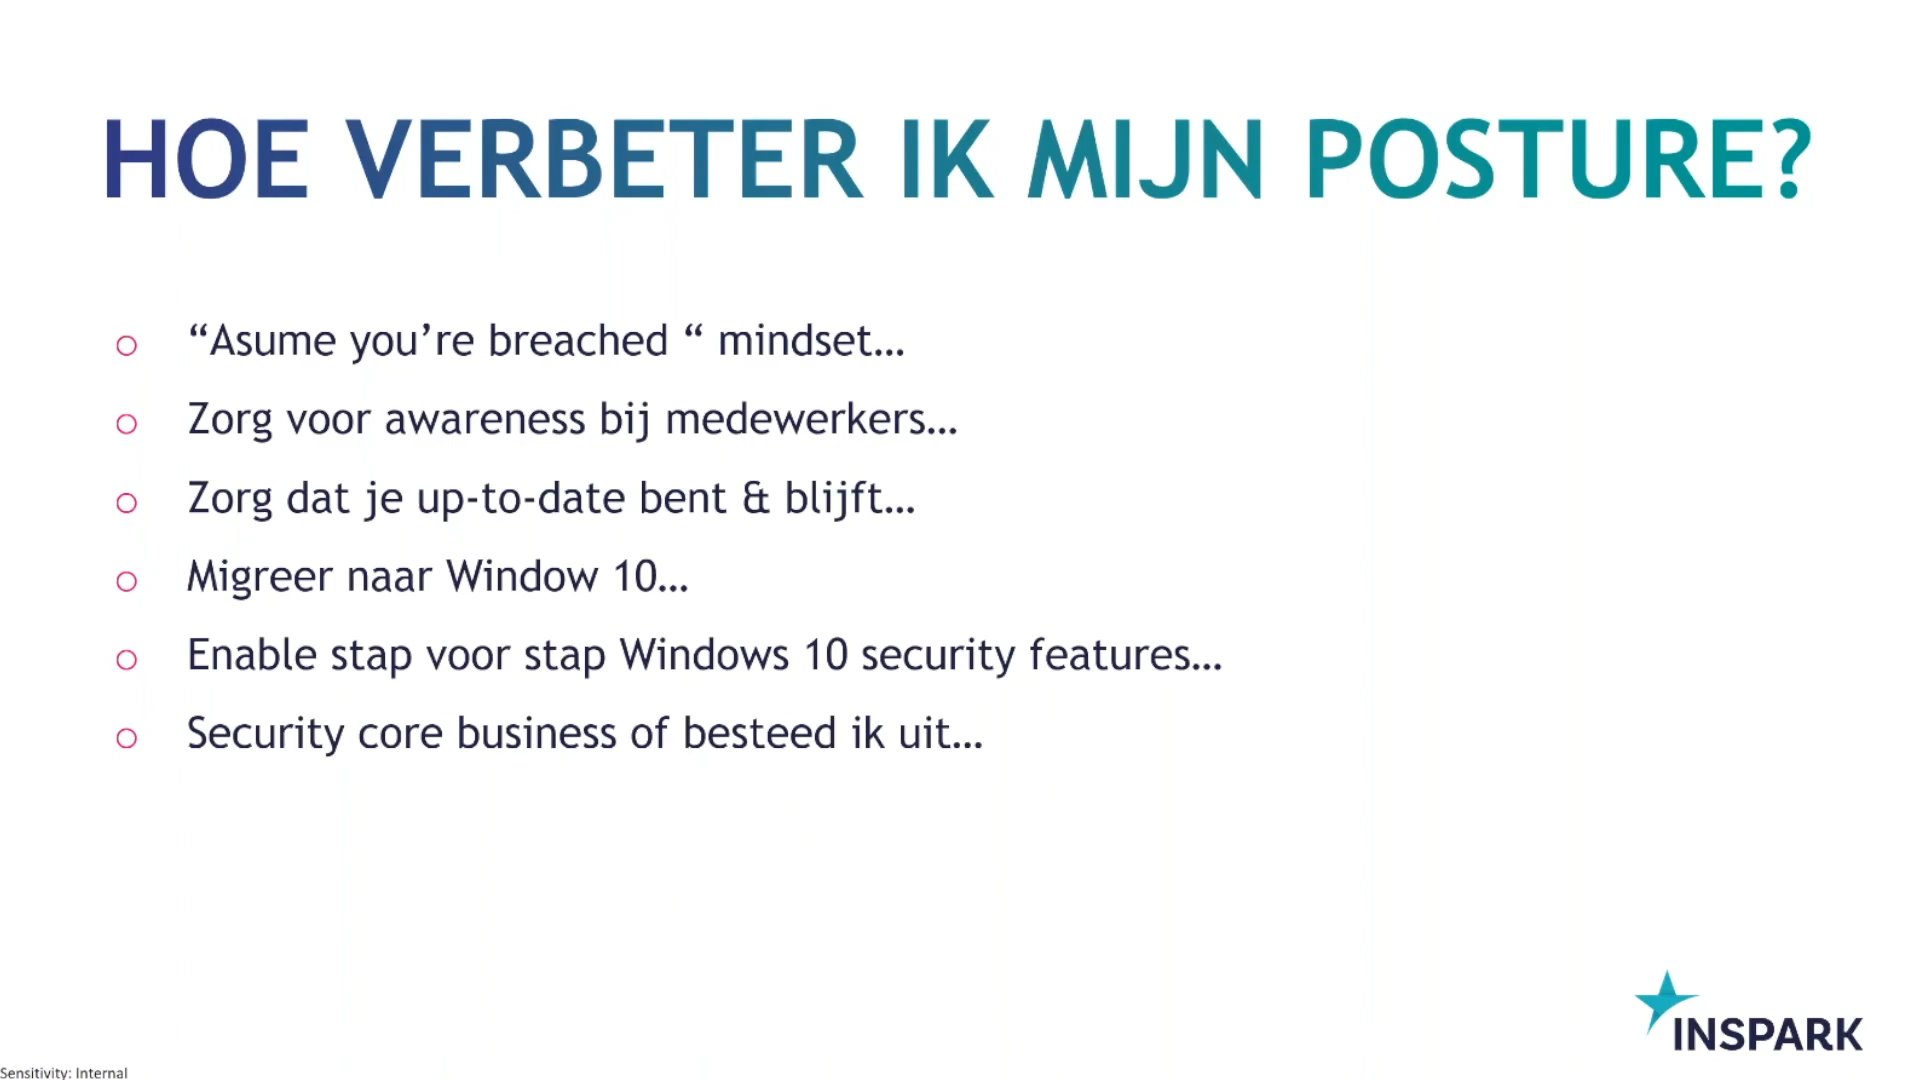 HOE VERBETER IK MIJN POSTURE?
“Asume you’re breached “ mindset…
Zorg voor awareness bij medewerkers…
Zorg dat je up-to-date bent & blijft…
Migreer naar Window 10…
Enable stap voor stap Windows 10 security features…
Security core business of besteed ik uit…
INSPARK
Sensitivity: Internal